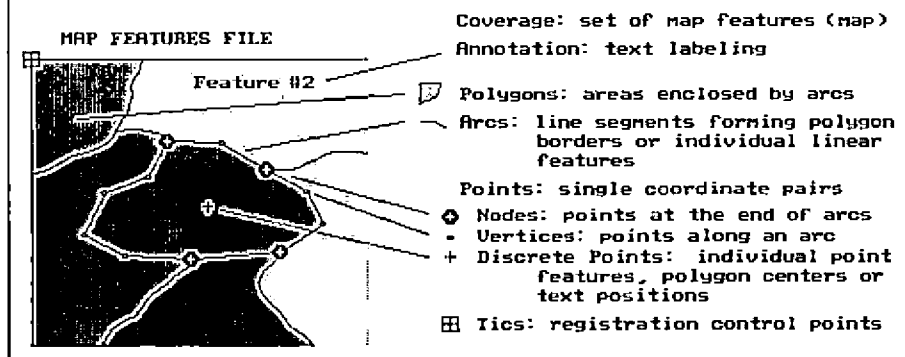 Coverage: set of map features (map)
MAP FEATURES FILE
Annotation: text labeling
Feature #2
Polygons: areas enclosed by arcs
Arcs: line segments forming polygon
borders or individual linear
features
Points: single coordinate pairs
Nodes: points at the end of arcs
Vertices: points along an arc
+ Discrete Points: individual point
features, polygon centers or
text positions
Tics: registration control points